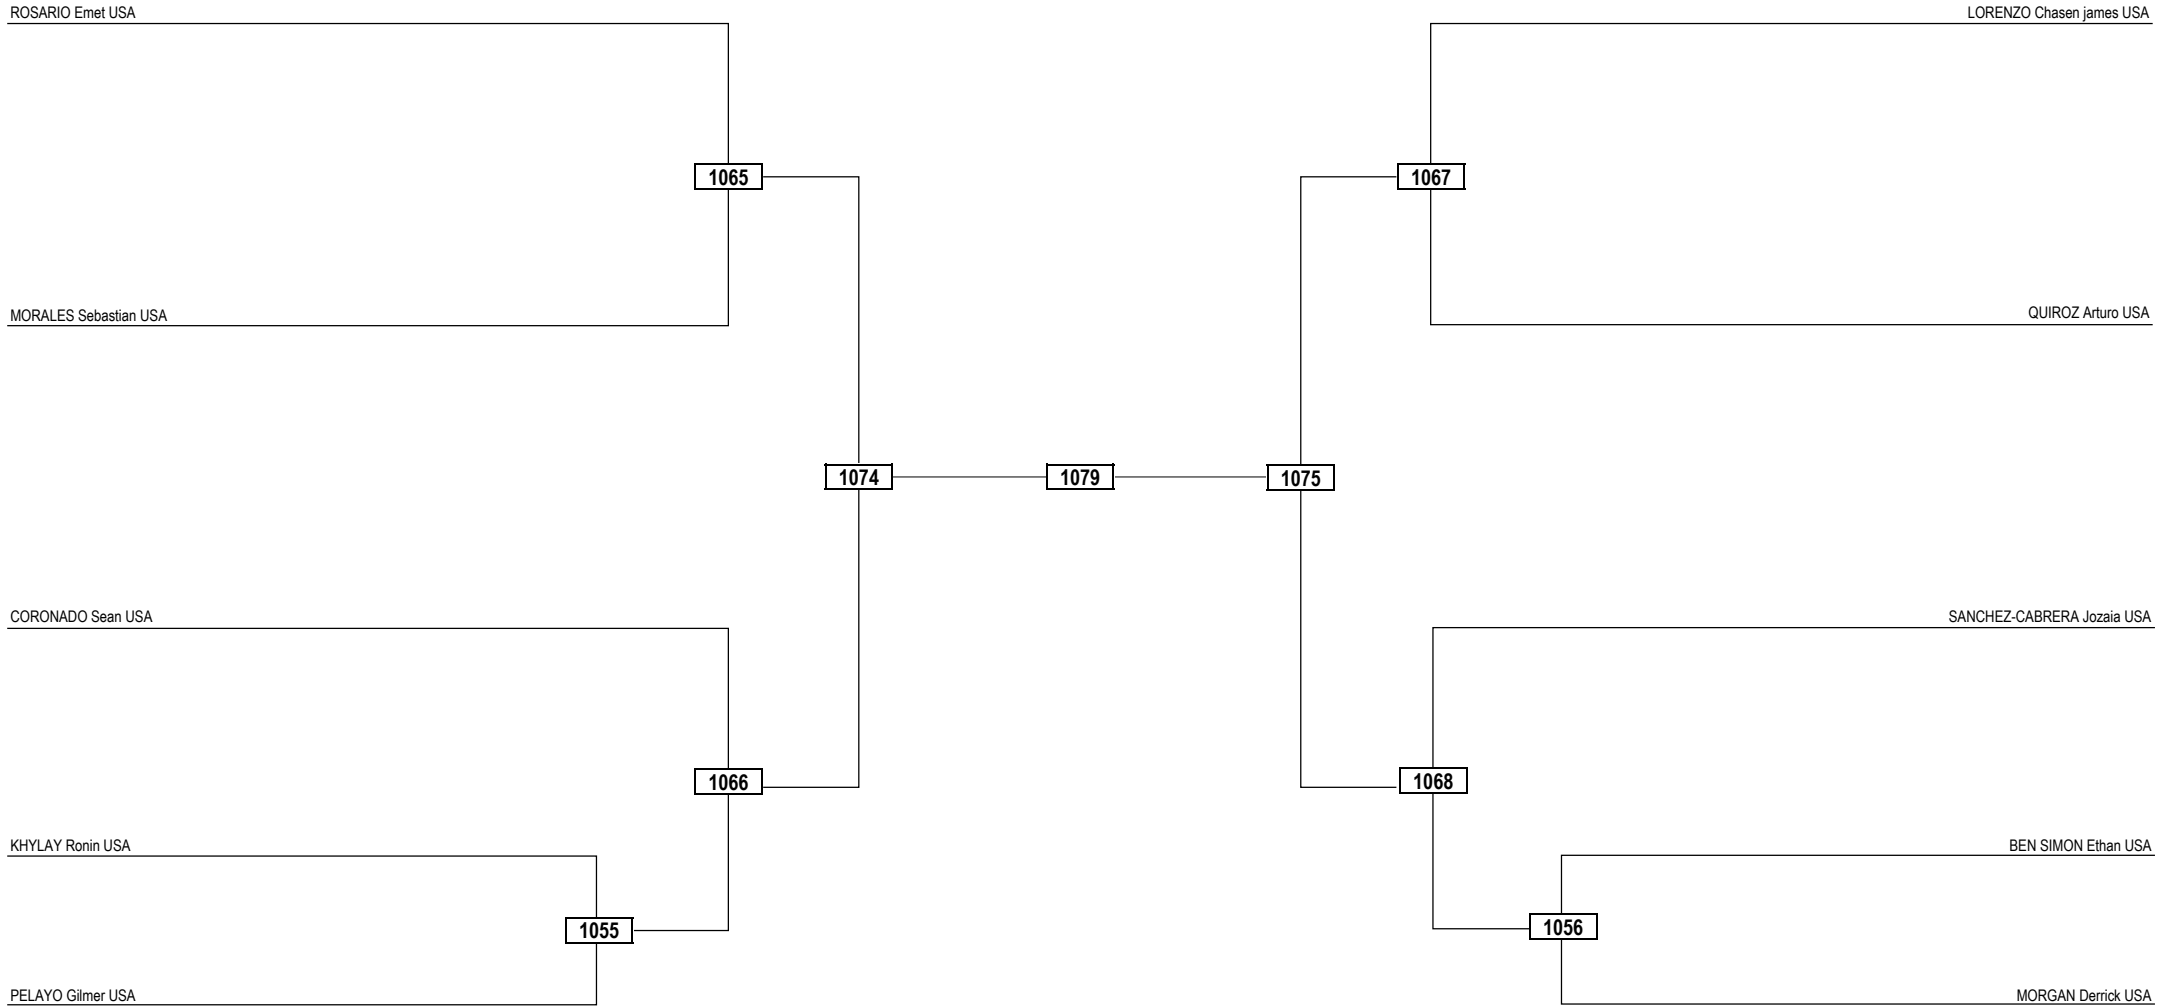 ROSARIO Emet USA
LORENZO Chasen james USA
1065
1067
MORALES Sebastian USA
QUIROZ Arturo USA
1074
1079
1075
CORONADO Sean USA
SANCHEZ-CABRERA Jozaia USA
1066
1068
KHYLAY Ronin USA
BEN SIMON Ethan USA
1055
1056
PELAYO Gilmer USA
MORGAN Derrick USA